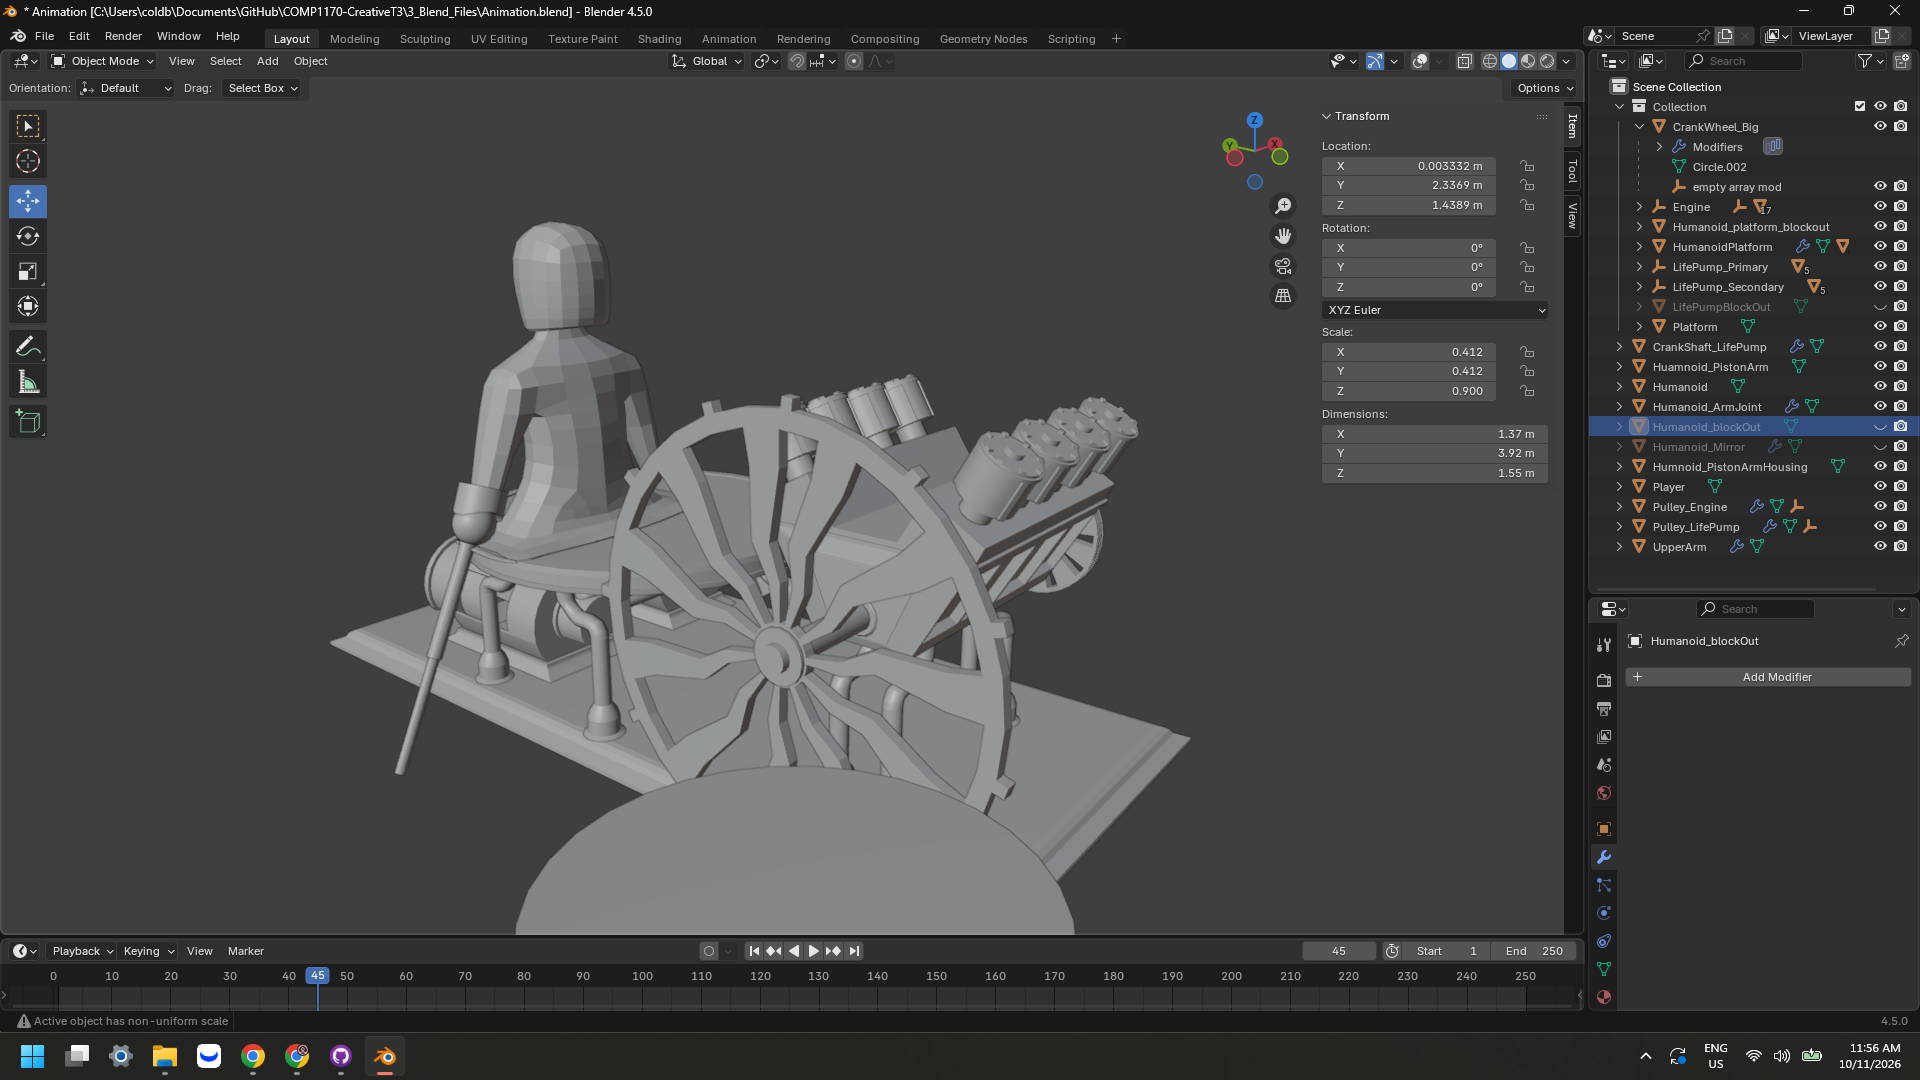 * Animation [C:\Users\coldb\Documents\GitHub\COMP1170-CreativeT3\3_Blend_Files\Animation.blend] - Blender 4.5.0
File Edit Render Window Help Layout Modeling Sculpting UV Editing Texture Paint Shading Animation Rendering Compositing Geometry Nodes Scripting + Scene ViewLayer
Object Mode View Select Add Object Global Search
Orientation: Default Drag: Select Box Options
Scene Collection
Collection
CrankWheel_Big
Modifiers
Circle.002
empty array mod
Engine 17
Humanoid_platform_blockout
HumanoidPlatform
LifePump_Primary 5
LifePump_Secondary 5
LifePumpBlockOut
Platform
CrankShaft_LifePump
Huamnoid_PistonArm
Humanoid
Humanoid_ArmJoint
Humanoid_blockOut
Humanoid_Mirror
Humnoid_PistonArmHousing
Player
Pulley_Engine
Pulley_LifePump
UpperArm
Z
Y
X
Transform
Location:
X 0.003332 m
Y 2.3369 m
Z 1.4389 m
Rotation:
X 0°
Y 0°
Z 0°
XYZ Euler
Scale:
X 0.412
Y 0.412
Z 0.900
Dimensions:
X 1.37 m
Y 3.92 m
Z 1.55 m
Item
Tool
View
Search
Humanoid_blockOut
+ Add Modifier
Playback Keying View Marker 45 Start 1 End 250
0 10 20 30 40 45 50 60 70 80 90 100 110 120 130 140 150 160 170 180 190 200 210 220 230 240 250
Active object has non-uniform scale 4.5.0
ENG
US
11:56 AM
10/11/2026